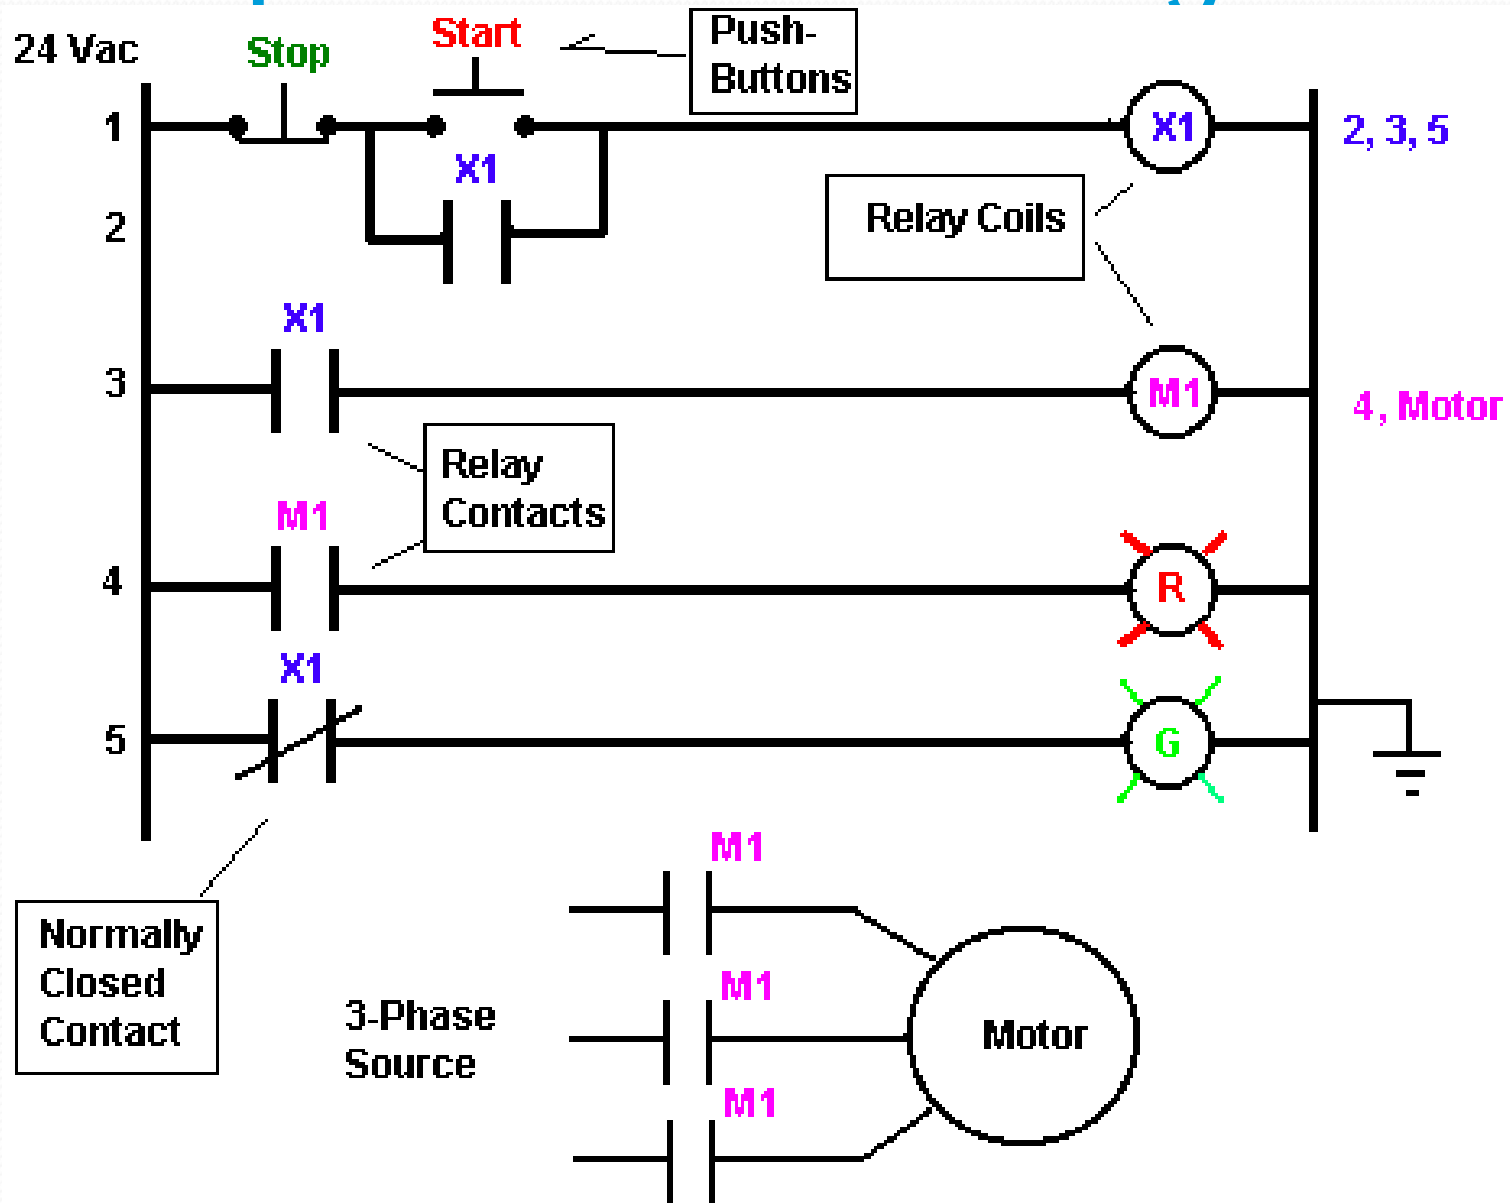 24 Vac
Stop
Start
Push-
Buttons
1
X1
2, 3, 5
X1
2
Relay Coils
X1
3
M1
4, Motor
Relay
Contacts
M1
4
R
X1
5
G
Normally
Closed
Contact
M1
3-Phase
Source
M1
Motor
M1